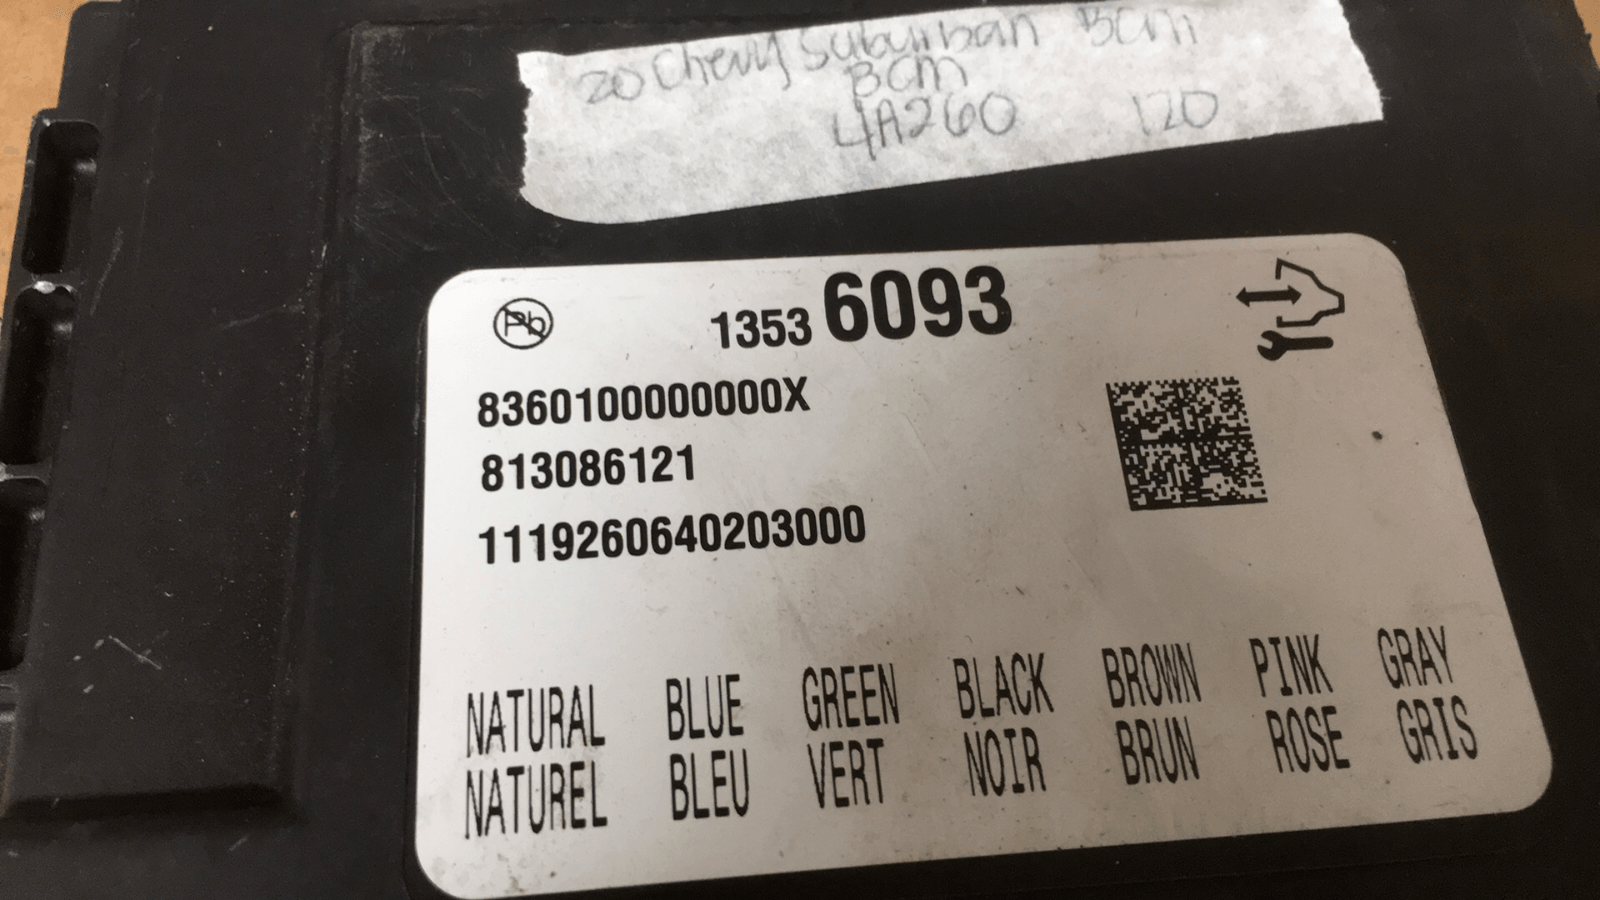 20 Chevy Suburban BCM
BCM
4A260 120
Pb
1353 6093
8360100000000X
813086121
1119260640203000
NATURAL BLUE GREEN BLACK BROWN PINK GRAY
NATUREL BLEU VERT NOIR BRUN ROSE GRIS